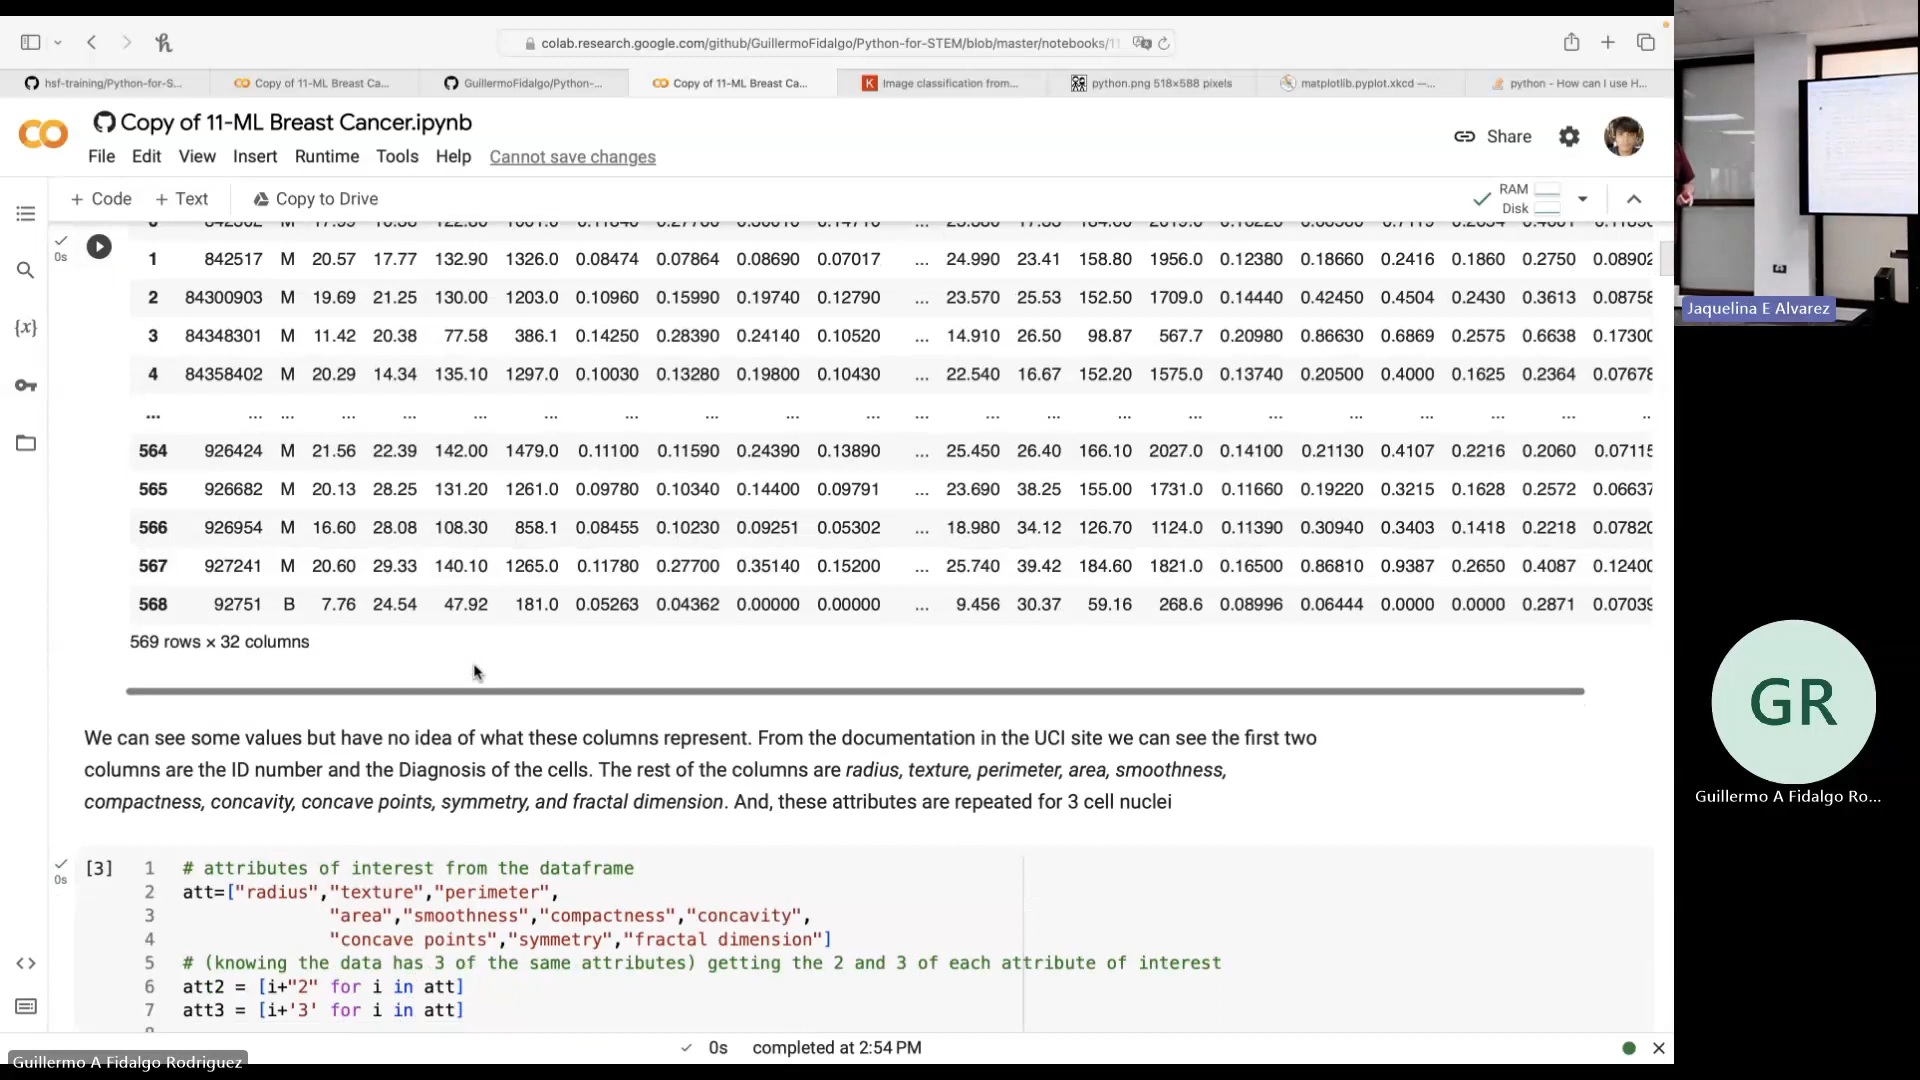 colab.research.google.com/github/GuillermoFidalgo/Python-for-STEM/blob/master/notebooks/1
hsf-training/Python-for-S... Copy of 11-ML Breast Ca... GuillermoFidalgo/Python-... Copy of 11-ML Breast Ca... Image classification from... python.png 518×588 pixels matplotlib.pyplot.xkcd —... python - How can I use H...
Copy of 11-ML Breast Cancer.ipynb
Share
File Edit View Insert Runtime Tools Help Cannot save changes
+ Code + Text Copy to Drive
RAM
Disk
0s
1 842517 M 20.57 17.77 132.90 1326.0 0.08474 0.07864 0.08690 0.07017 ... 24.990 23.41 158.80 1956.0 0.12380 0.18660 0.2416 0.1860 0.2750 0.08902
2 84300903 M 19.69 21.25 130.00 1203.0 0.10960 0.15990 0.19740 0.12790 ... 23.570 25.53 152.50 1709.0 0.14440 0.42450 0.4504 0.2430 0.3613 0.08758
3 84348301 M 11.42 20.38 77.58 386.1 0.14250 0.28390 0.24140 0.10520 ... 14.910 26.50 98.87 567.7 0.20980 0.86630 0.6869 0.2575 0.6638 0.17300
4 84358402 M 20.29 14.34 135.10 1297.0 0.10030 0.13280 0.19800 0.10430 ... 22.540 16.67 152.20 1575.0 0.13740 0.20500 0.4000 0.1625 0.2364 0.07678
... ... ... ... ... ... ... ... ... ... ... ... ... ... ... ... ... ... ... ... ... ..
564 926424 M 21.56 22.39 142.00 1479.0 0.11100 0.11590 0.24390 0.13890 ... 25.450 26.40 166.10 2027.0 0.14100 0.21130 0.4107 0.2216 0.2060 0.07115
565 926682 M 20.13 28.25 131.20 1261.0 0.09780 0.10340 0.14400 0.09791 ... 23.690 38.25 155.00 1731.0 0.11660 0.19220 0.3215 0.1628 0.2572 0.06637
566 926954 M 16.60 28.08 108.30 858.1 0.08455 0.10230 0.09251 0.05302 ... 18.980 34.12 126.70 1124.0 0.11390 0.30940 0.3403 0.1418 0.2218 0.07820
567 927241 M 20.60 29.33 140.10 1265.0 0.11780 0.27700 0.35140 0.15200 ... 25.740 39.42 184.60 1821.0 0.16500 0.86810 0.9387 0.2650 0.4087 0.12400
568 92751 B 7.76 24.54 47.92 181.0 0.05263 0.04362 0.00000 0.00000 ... 9.456 30.37 59.16 268.6 0.08996 0.06444 0.0000 0.0000 0.2871 0.07039
569 rows × 32 columns
We can see some values but have no idea of what these columns represent. From the documentation in the UCI site we can see the first two
columns are the ID number and the Diagnosis of the cells. The rest of the columns are radius, texture, perimeter, area, smoothness,
compactness, concavity, concave points, symmetry, and fractal dimension. And, these attributes are repeated for 3 cell nuclei
0s
[3] 1 # attributes of interest from the dataframe
2 att=["radius","texture","perimeter",
3 "area","smoothness","compactness","concavity",
4 "concave points","symmetry","fractal dimension"]
5 # (knowing the data has 3 of the same attributes) getting the 2 and 3 of each attribute of interest
6 att2 = [i+"2" for i in att]
7 att3 = [i+'3' for i in att]
0s completed at 2:54 PM
Guillermo A Fidalgo Rodriguez
Jaquelina E Alvarez
GR
Guillermo A Fidalgo Ro...